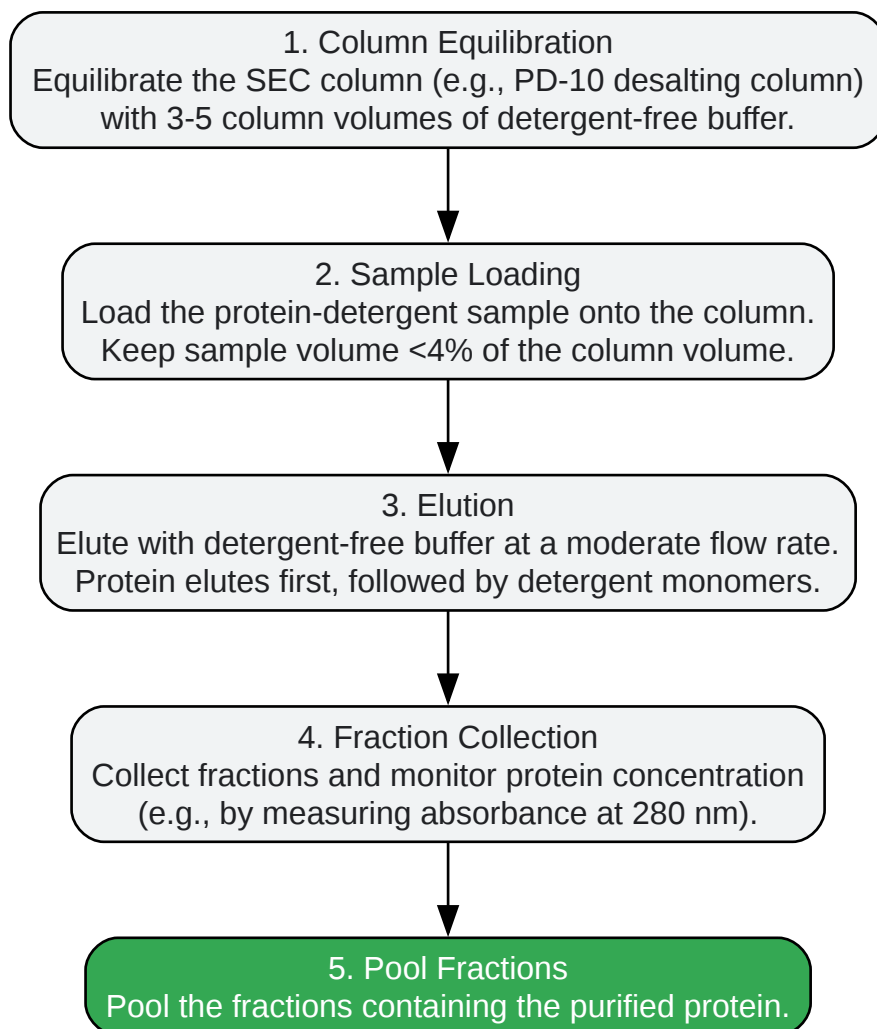 1. Column Equilibration
Equilibrate the SEC column (e.g., PD-10 desalting column)
with 3-5 column volumes of detergent-free buffer.
2. Sample Loading
Load the protein-detergent sample onto the column.
Keep sample volume <4% of the column volume.
3. Elution
Elute with detergent-free buffer at a moderate flow rate.
Protein elutes first, followed by detergent monomers.
4. Fraction Collection
Collect fractions and monitor protein concentration
(e.g., by measuring absorbance at 280 nm).
5. Pool Fractions
Pool the fractions containing the purified protein.